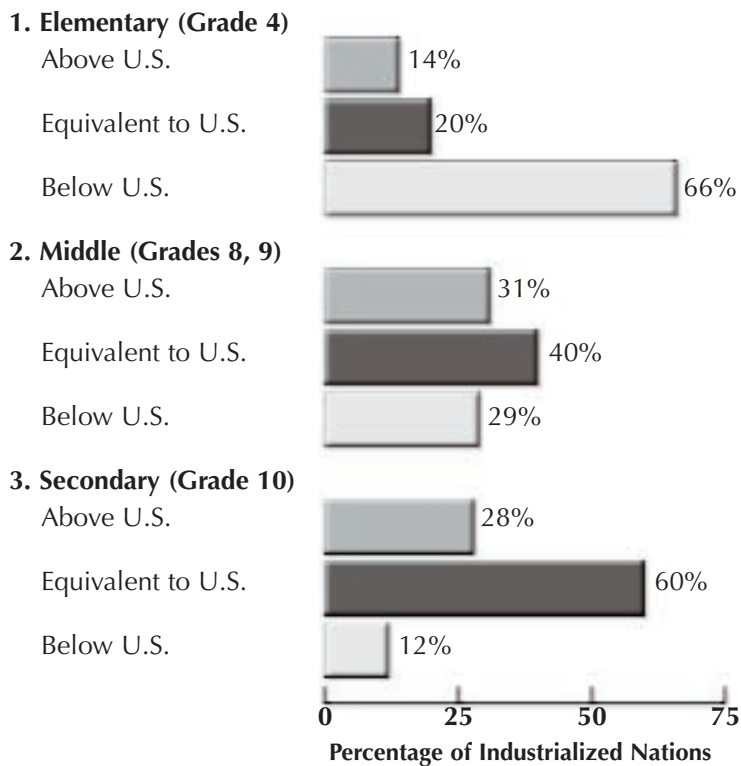 1. Elementary (Grade 4)
Above U.S. 14%
Equivalent to U.S. 20%
Below U.S. 66%
2. Middle (Grades 8, 9)
Above U.S. 31%
Equivalent to U.S. 40%
Below U.S. 29%
3. Secondary (Grade 10)
Above U.S. 28%
Equivalent to U.S. 60%
Below U.S. 12%
0 25 50 75
Percentage of Industrialized Nations